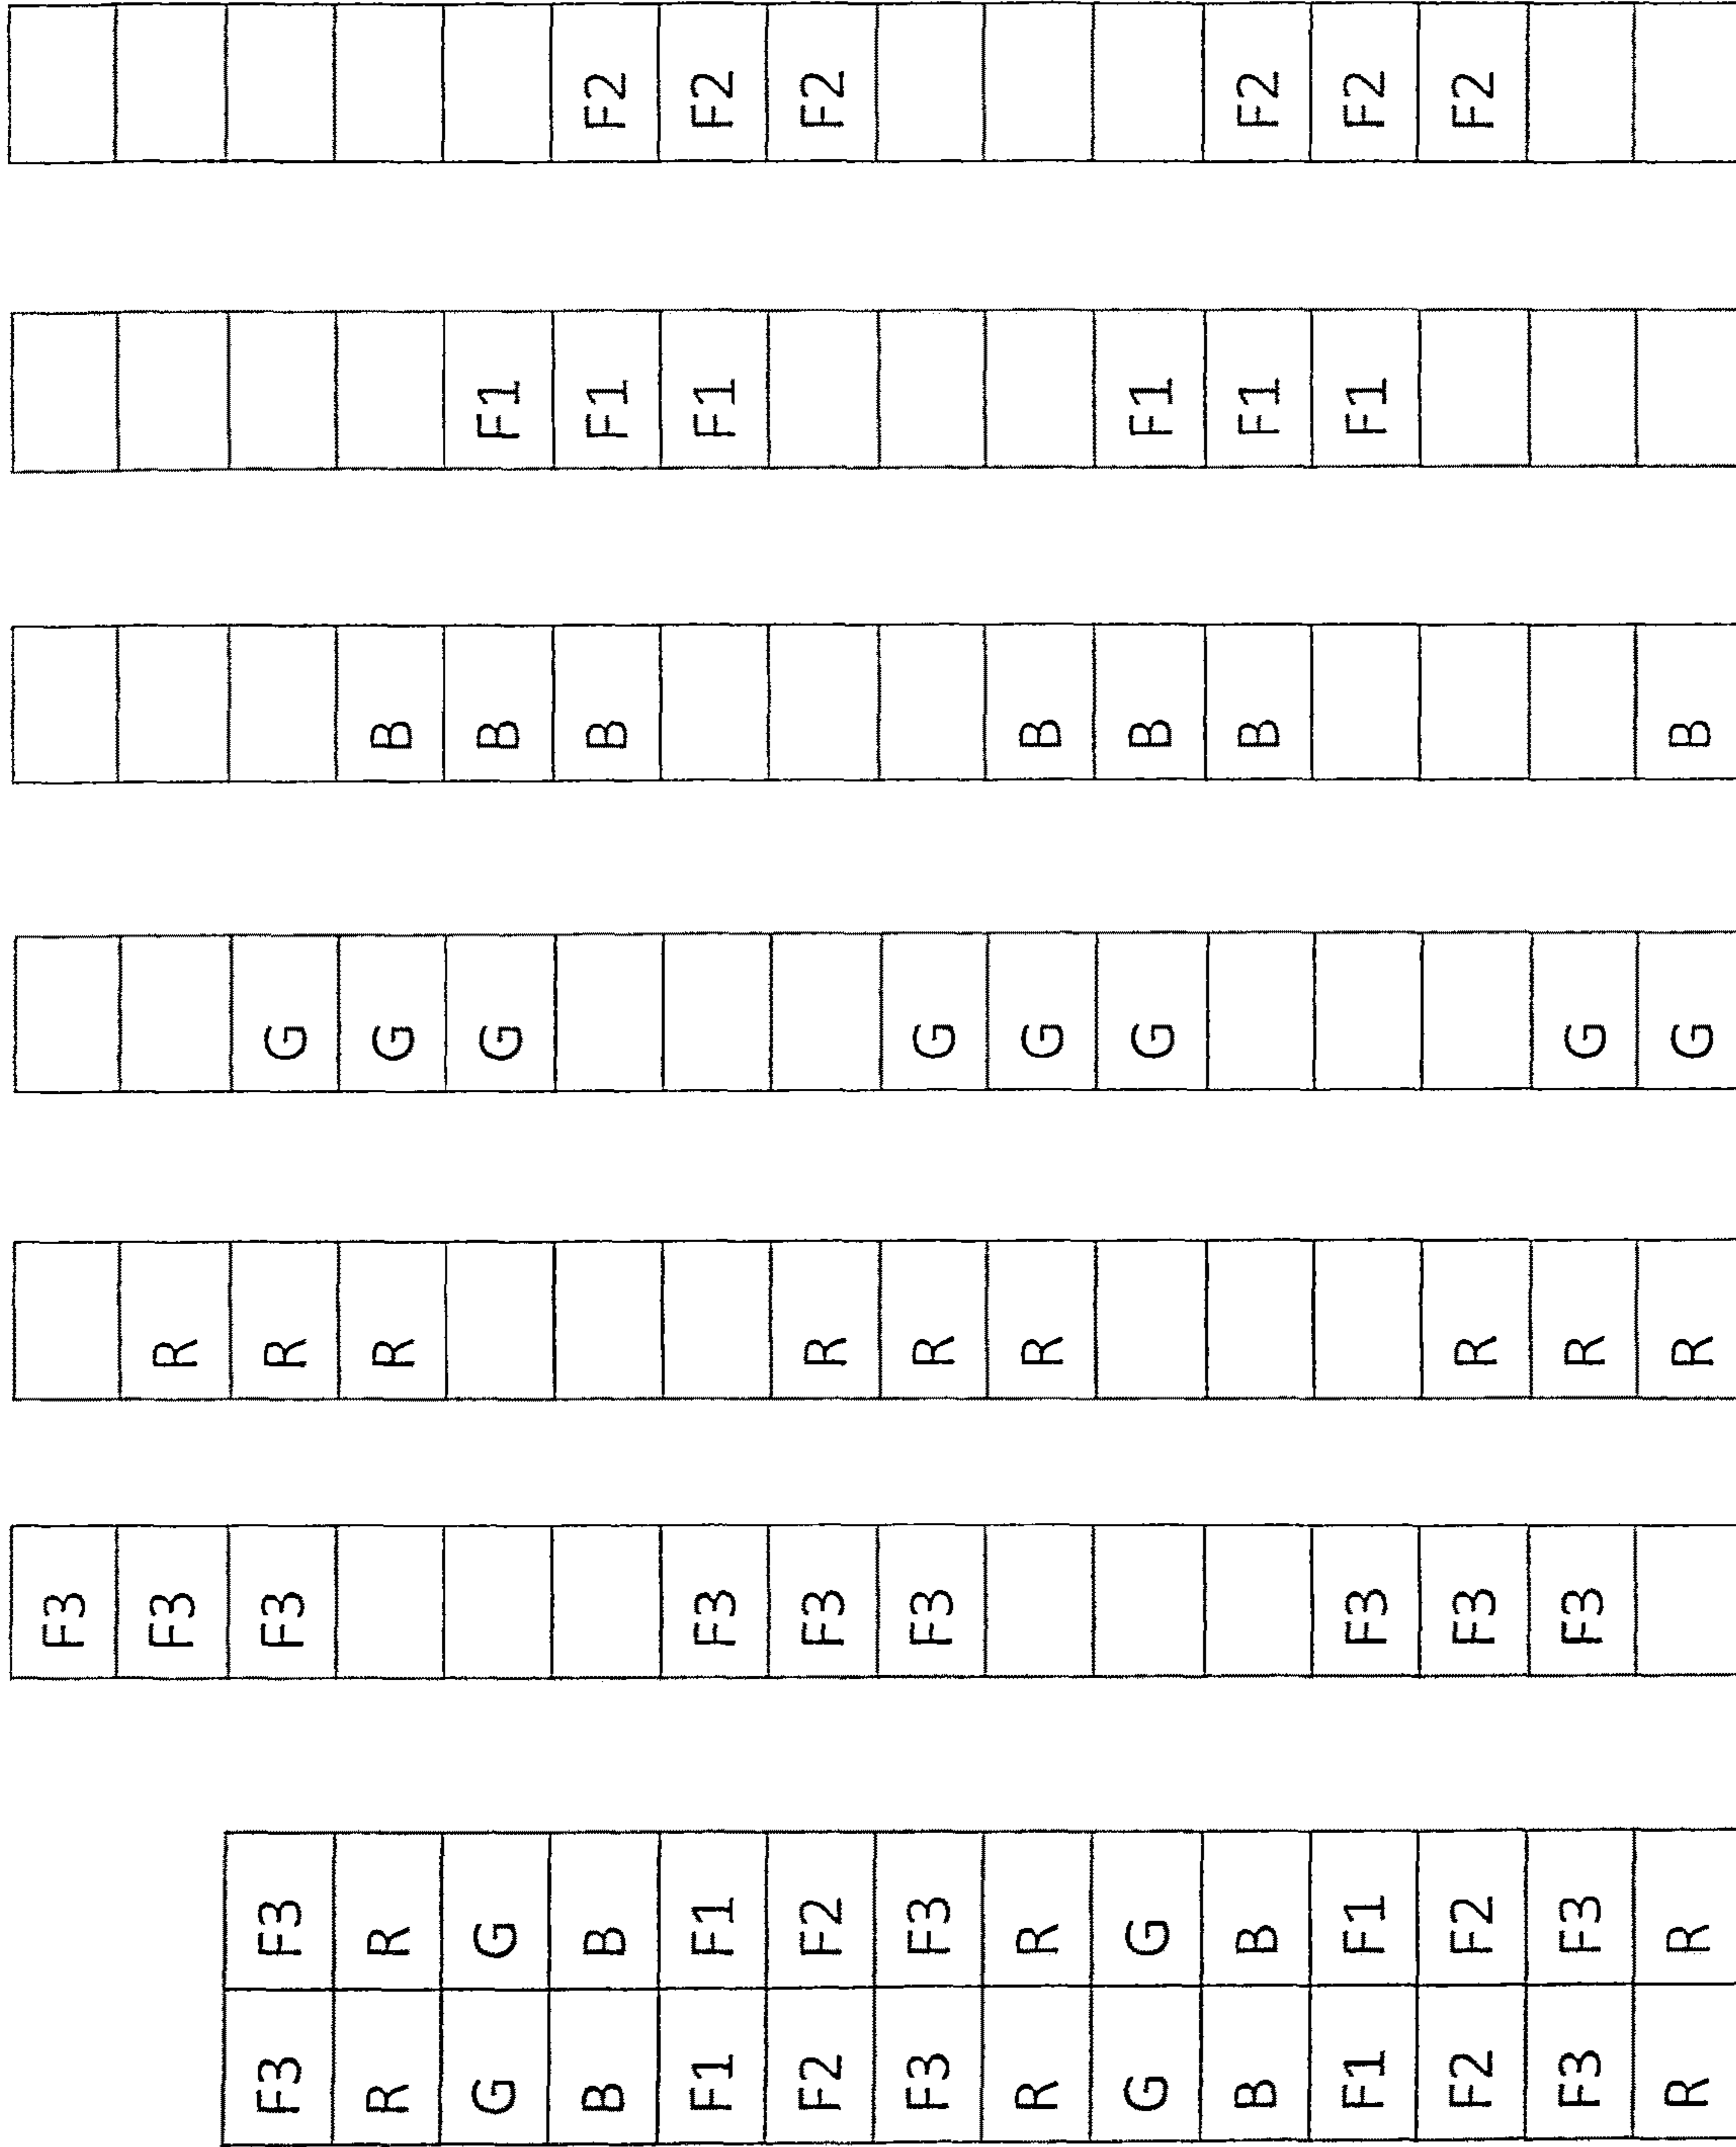 R F3 F2 F1 B G R F3 F2 F1 B G R F3
R F3 F2 F1 B G R F3 F2 F1 B G R F3
F3 F3 F3 F3 F3 F3 F3 F3 F3
R R R R R R R R R
G G G G G G G G
B B B B B B B
F1 F1 F1 F1 F1 F1
F2 F2 F2 F2 F2 F2